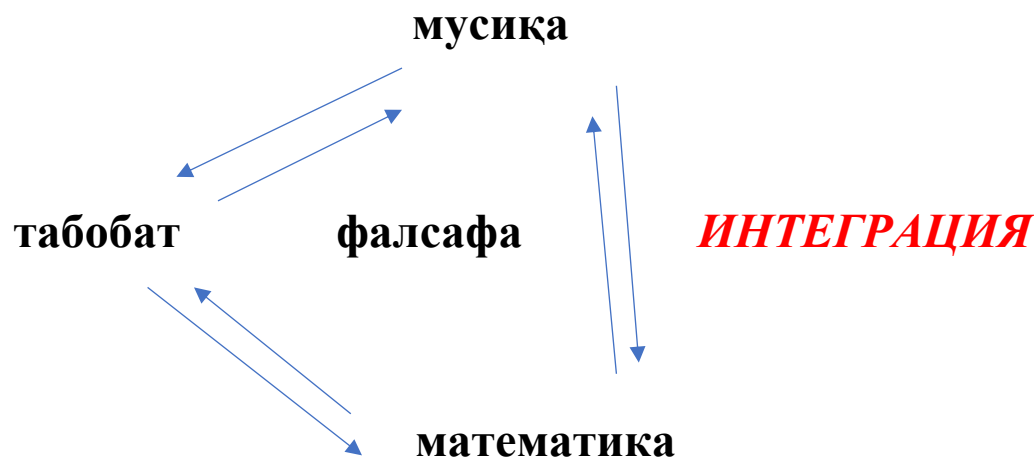 мусиқа
табобат фалсафа ИНТЕГРАЦИЯ
математика